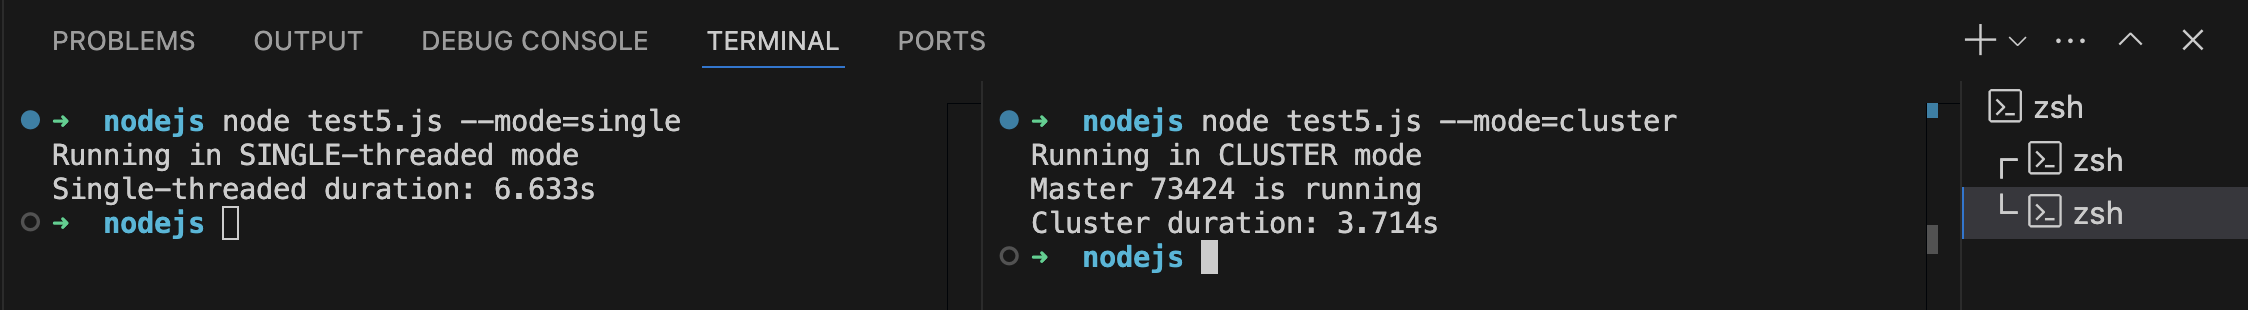 PROBLEMS OUTPUT DEBUG CONSOLE TERMINAL PORTS
➜ nodejs node test5.js --mode=single
Running in SINGLE-threaded mode
Single-threaded duration: 6.633s
➜ nodejs
➜ nodejs node test5.js --mode=cluster
Running in CLUSTER mode
Master 73424 is running
Cluster duration: 3.714s
➜ nodejs
zsh
zsh
zsh